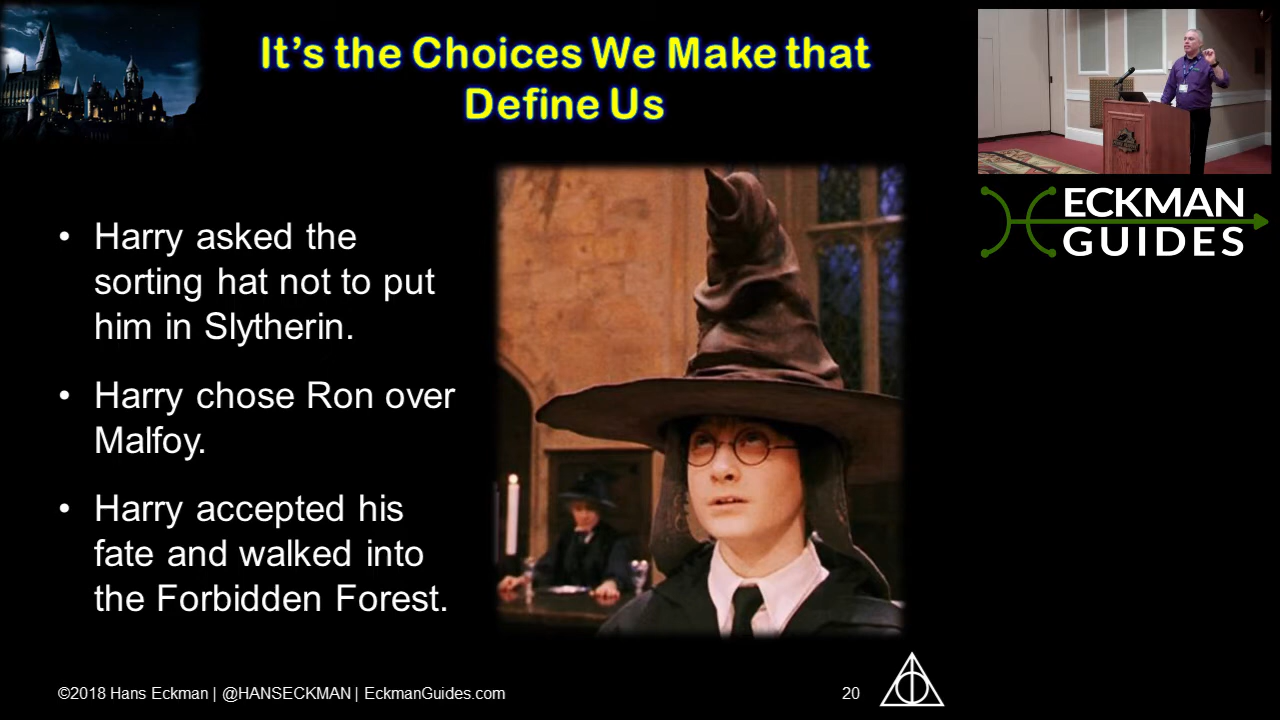 It’s the Choices We Make that
Define Us
• Harry asked the
sorting hat not to put
him in Slytherin.
• Harry chose Ron over
Malfoy.
• Harry accepted his
fate and walked into
the Forbidden Forest.
ECKMAN
GUIDES
©2018 Hans Eckman | @HANSECKMAN | EckmanGuides.com
20